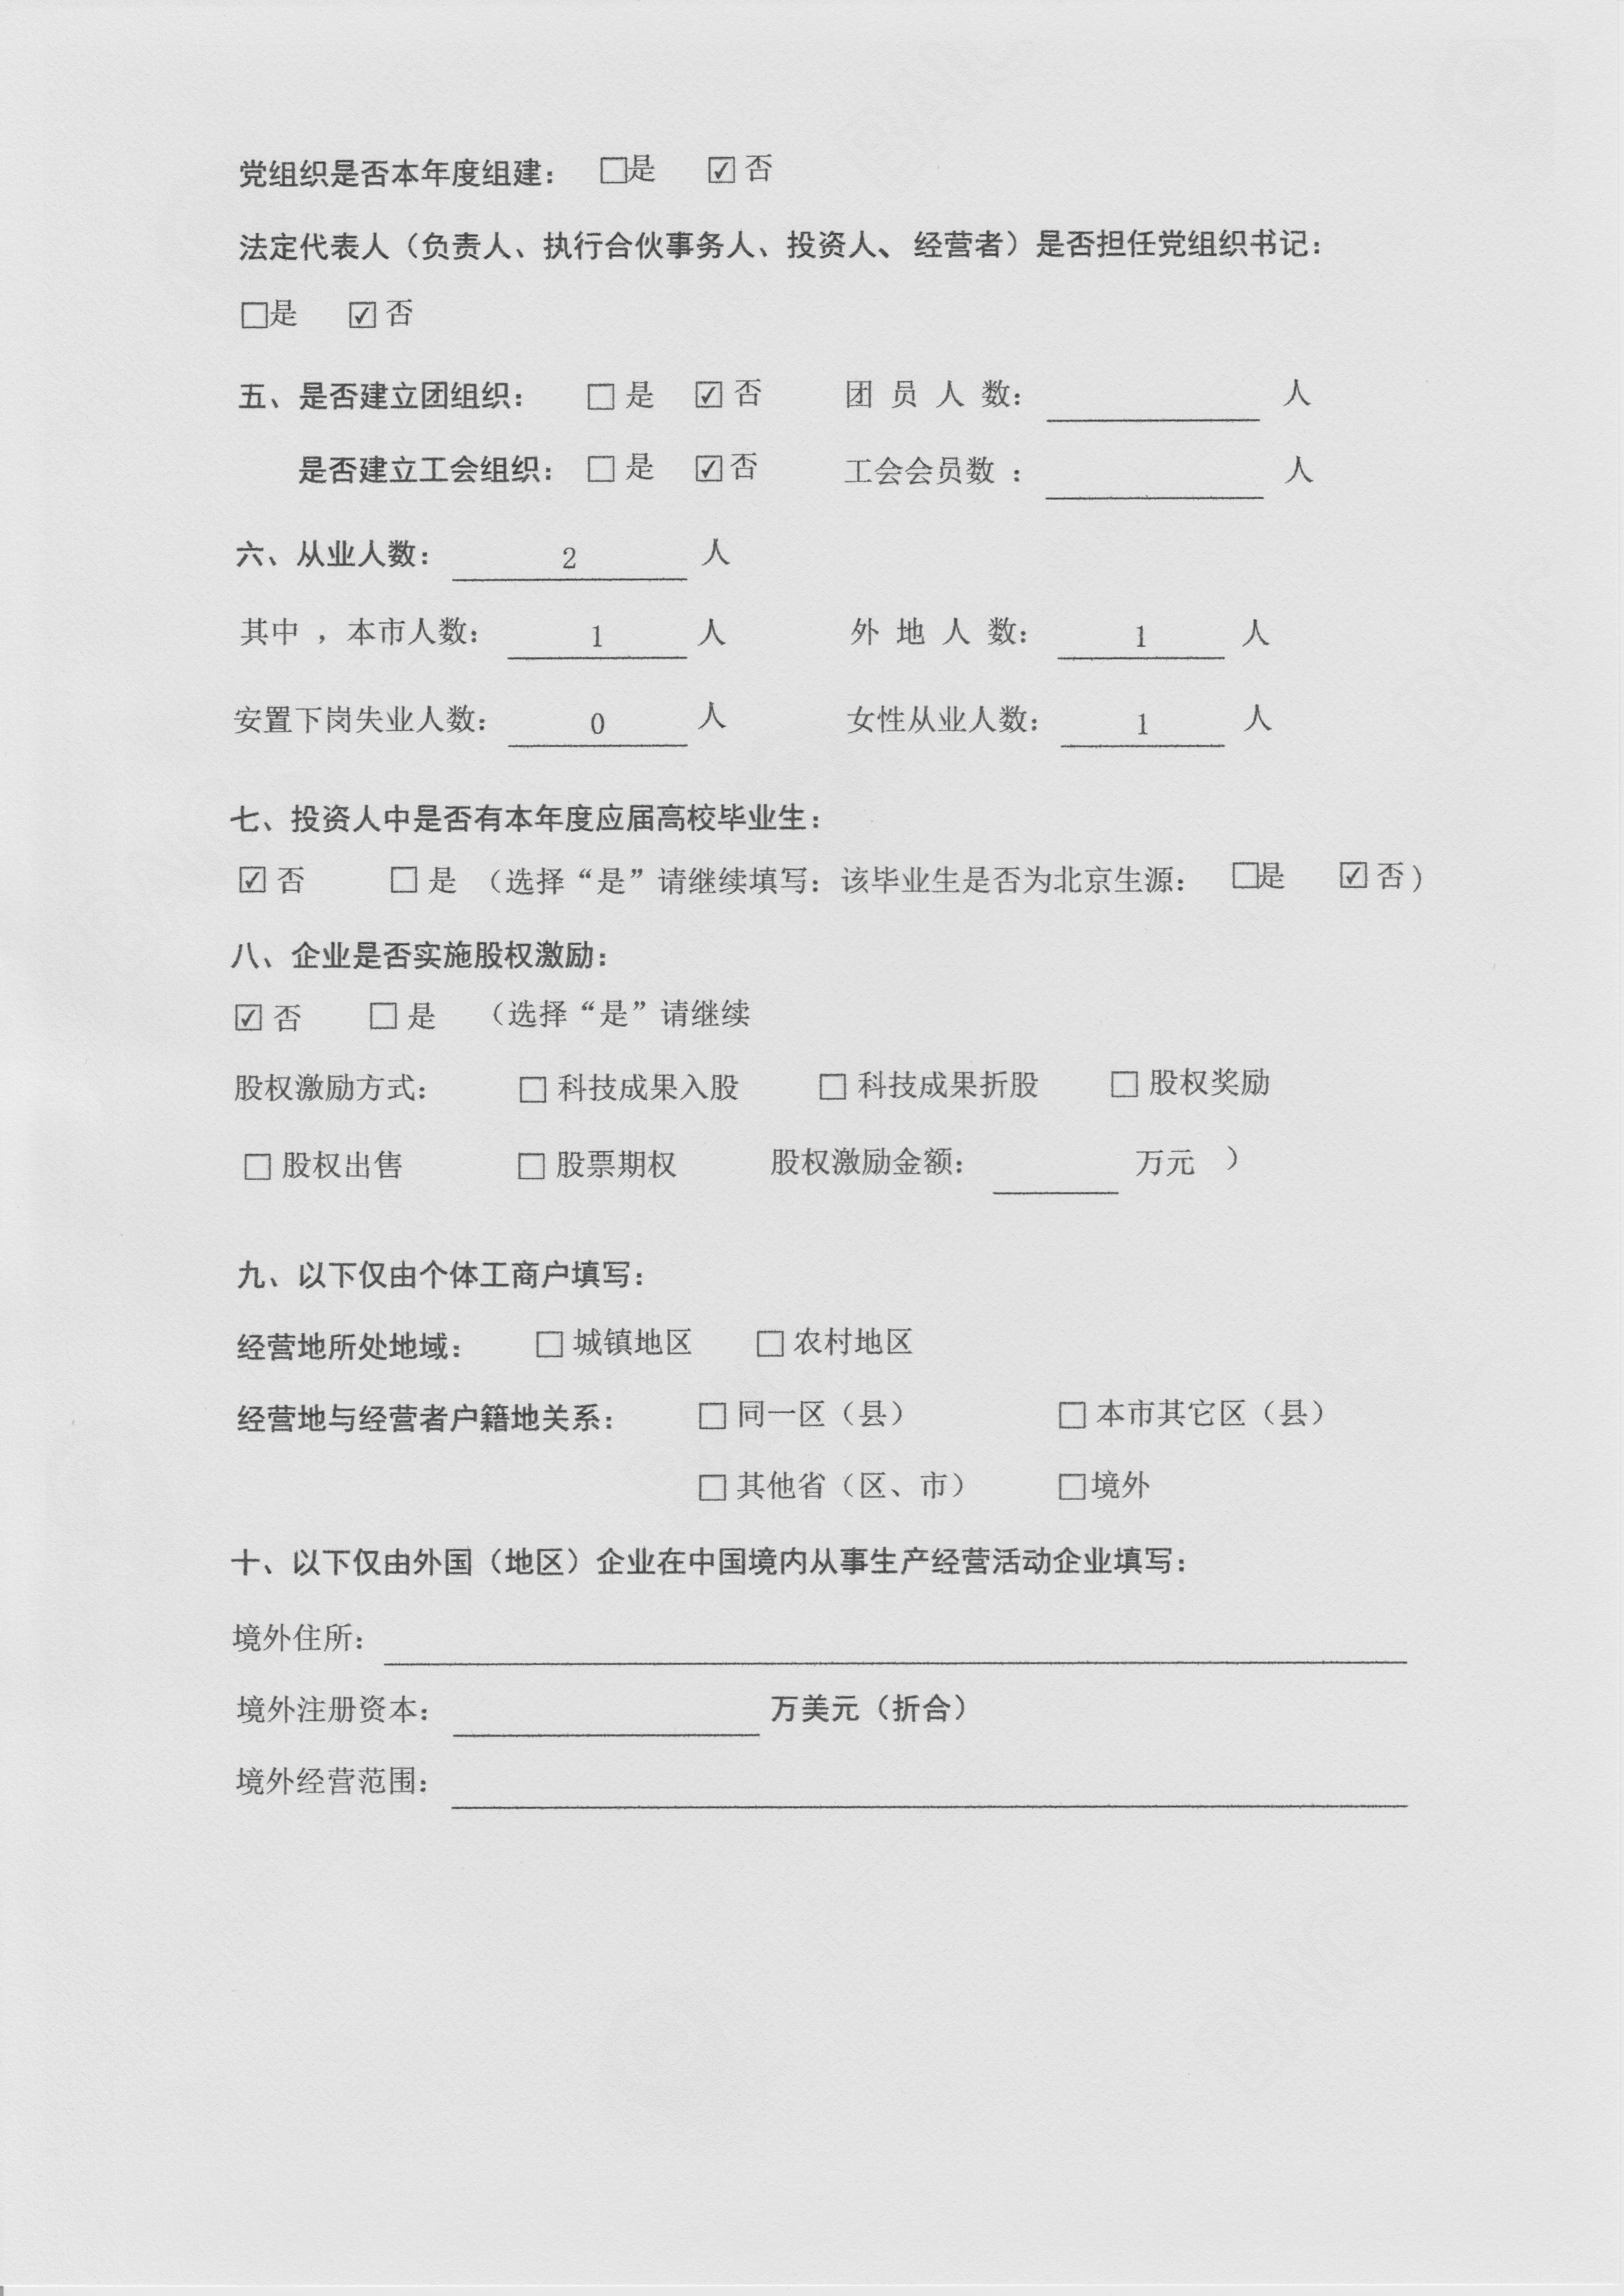 党组织是否本年度组建： □是 ☑ 否
法定代表人（负责人、执行合伙事务人、投资人、经营者）是否担任党组织书记：
□是 ☑ 否
五、是否建立团组织： □ 是 ☑ 否 团 员 人 数： 人
是否建立工会组织： □ 是 ☑ 否 工会会员数 ： 人
六、从业人数： 2 人
其中 ，本市人数： 1 人 外 地 人 数： 1 人
安置下岗失业人数： 0 人 女性从业人数： 1 人
七、投资人中是否有本年度应届高校毕业生：
☑ 否 □ 是 （选择“是”请继续填写：该毕业生是否为北京生源： □是 ☑ 否）
八、企业是否实施股权激励：
☑ 否 □ 是 （选择“是”请继续
股权激励方式： □ 科技成果入股 □ 科技成果折股 □ 股权奖励
□ 股权出售 □ 股票期权 股权激励金额： 万元 ）
九、以下仅由个体工商户填写：
经营地所处地域： □ 城镇地区 □ 农村地区
经营地与经营者户籍地关系： □ 同一区（县） □ 本市其它区（县）
□ 其他省（区、市） □境外
十、以下仅由外国（地区）企业在中国境内从事生产经营活动企业填写：
境外住所：
境外注册资本： 万美元（折合）
境外经营范围：